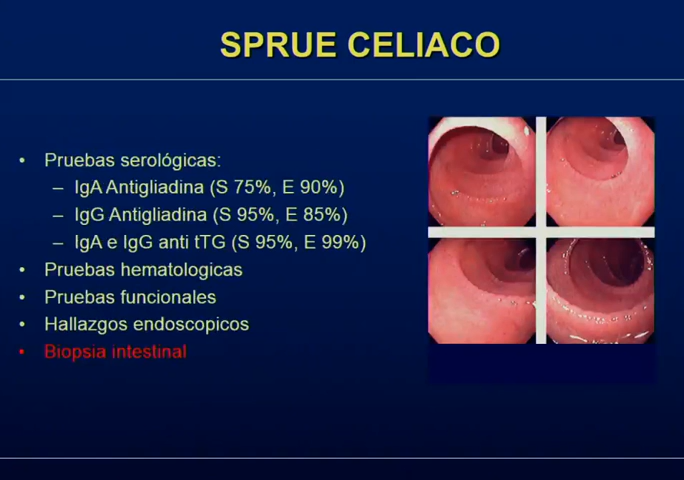 SPRUE CELIACO
• Pruebas serológicas:
– IgA Antigliadina (S 75%, E 90%)
– IgG Antigliadina (S 95%, E 85%)
– IgA e IgG anti tTG (S 95%, E 99%)
• Pruebas hematologicas
• Pruebas funcionales
• Hallazgos endoscopicos
• Biopsia intestinal